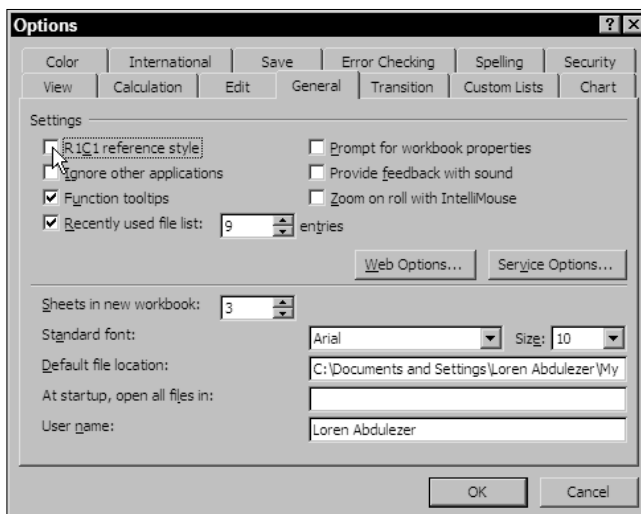 Options
Color International Save Error Checking Spelling Security
View Calculation Edit General Transition Custom Lists Chart
Settings
R1C1 reference style Prompt for workbook properties
Ignore other applications Provide feedback with sound
Function tooltips Zoom on roll with IntelliMouse
Recently used file list: 9 entries
Web Options... Service Options...
Sheets in new workbook: 3
Standard font: Arial Size: 10
Default file location: C:\Documents and Settings\Loren Abdulezer\My
At startup, open all files in:
User name: Loren Abdulezer
OK Cancel